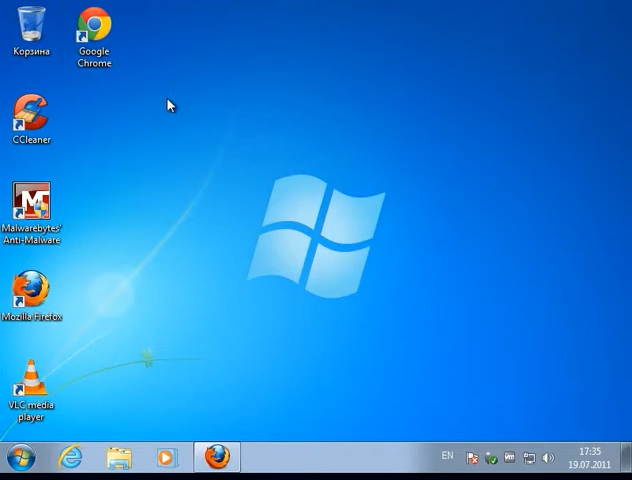 Корзина
Google
Chrome
CCleaner
Malwarebytes'
Anti-Malware
Mozilla Firefox
VLC media
player
EN
17:35
19.07.2011